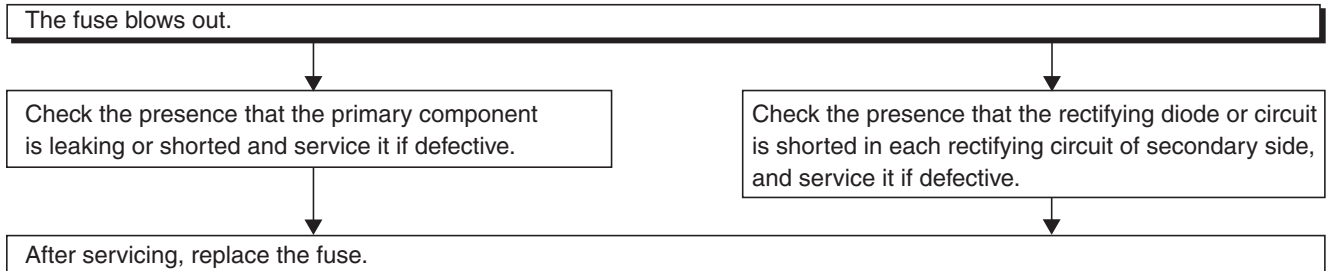 The fuse blows out.
Check the presence that the primary component
is leaking or shorted and service it if defective.
Check the presence that the rectifying diode or circuit
is shorted in each rectifying circuit of secondary side,
and service it if defective.
After servicing, replace the fuse.